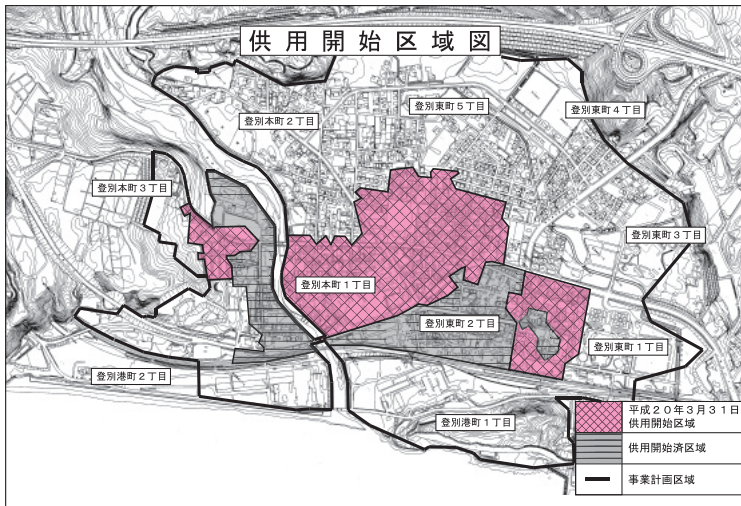 供用開始区域図
登別本町２丁目
登別東町５丁目
登別東町４丁目
登別本町３丁目
登別東町３丁目
登別本町１丁目
登別東町２丁目
登別東町１丁目
登別港町２丁目
登別港町１丁目
平成２０年３月３１日
供用開始区域
供用開始済区域
事業計画区域